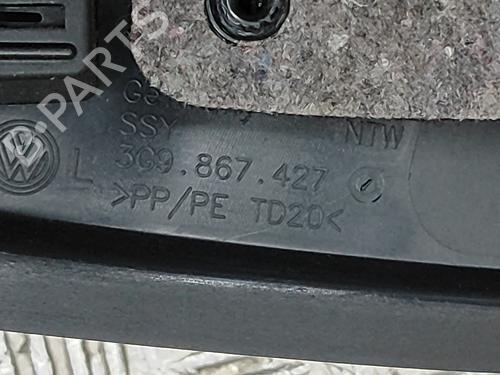 B-PARTS
SSY NTW
L 3G9.867.427
>PP/PE TD20<